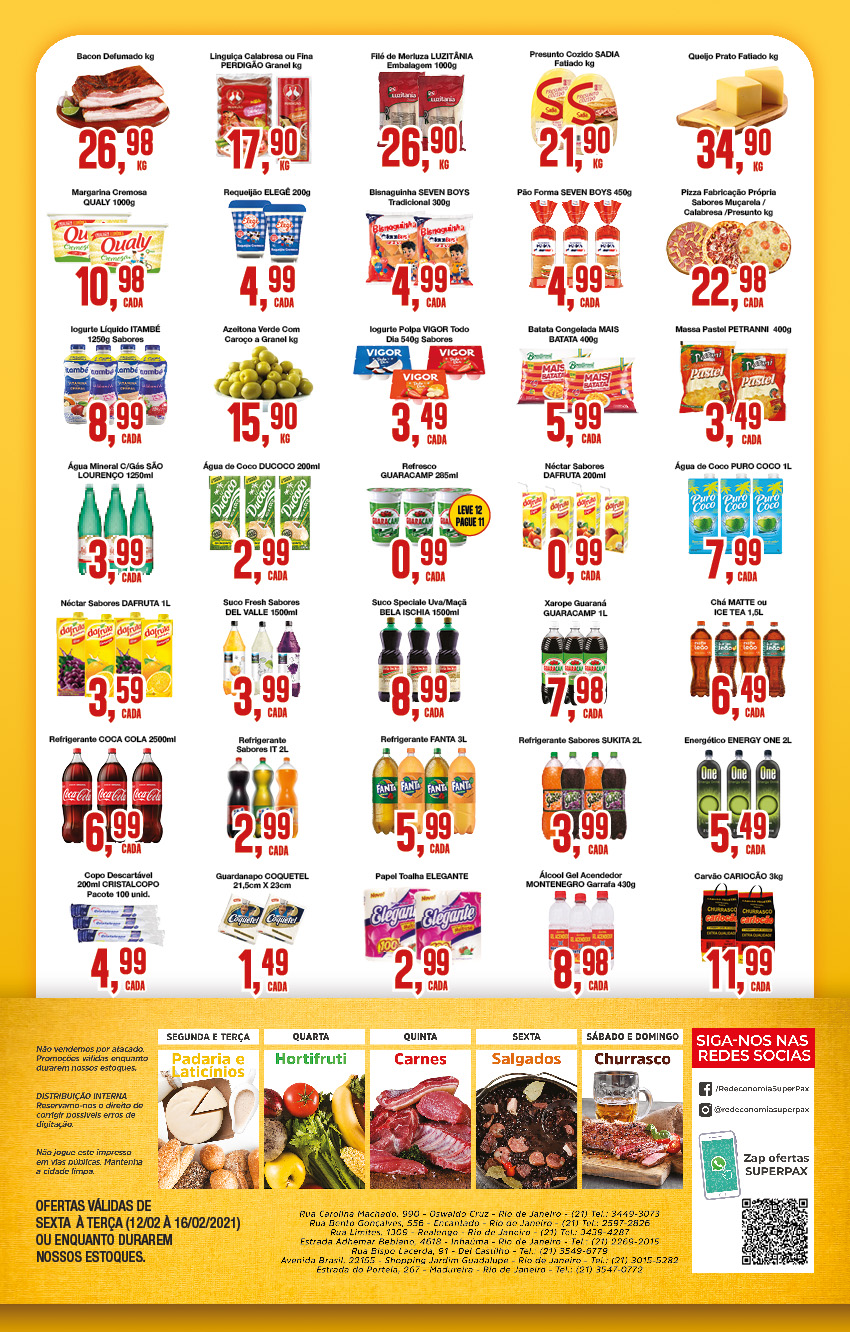 Bacon Defumado kg
26,98
KG
Linguiça Calabresa ou Fina
PERDIGÃO Granel kg
17,90
KG
Filé de Merluza LUZITÂNIA
Embalagem 1000g
26,90
KG
Presunto Cozido SADIA
Fatiado kg
21,90
KG
Queijo Prato Fatiado kg
34,90
KG
Margarina Cremosa
QUALY 1000g
10,98
CADA
Requeijão ELEGÊ 200g
4,99
CADA
Bisnaguinha SEVEN BOYS
Tradicional 300g
4,99
CADA
Pão Forma SEVEN BOYS 450g
4,99
CADA
Pizza Fabricação Própria
Sabores Muçarela /
Calabresa /Presunto kg
22,98
CADA
Iogurte Líquido ITAMBÉ
1250g Sabores
8,99
CADA
Azeitona Verde Com
Caroço a Granel kg
15,90
KG
Iogurte Polpa VIGOR Todo
Dia 540g Sabores
3,49
CADA
Batata Congelada MAIS
BATATA 400g
5,99
CADA
Massa Pastel PETRANNI 400g
3,49
CADA
Água Mineral C/Gás SÃO
LOURENÇO 1250ml
3,99
CADA
Água de Coco DUCOCO 200ml
2,99
CADA
Refresco
GUARACAMP 285ml
LEVE 12
PAGUE 11
0,99
CADA
Néctar Sabores
DAFRUTA 200ml
0,99
CADA
Água de Coco PURO COCO 1L
7,99
CADA
Néctar Sabores DAFRUTA 1L
3,59
CADA
Suco Fresh Sabores
DEL VALLE 1500ml
3,99
CADA
Suco Speciale Uva/Maçã
BELA ISCHIA 1500ml
8,99
CADA
Xarope Guaraná
GUARACAMP 1L
7,98
CADA
Chá MATTE ou
ICE TEA 1,5L
6,49
CADA
Refrigerante COCA COLA 2500ml
6,99
CADA
Refrigerante
Sabores IT 2L
2,99
CADA
Refrigerante FANTA 3L
5,99
CADA
Refrigerante Sabores SUKITA 2L
3,99
CADA
Energético ENERGY ONE 2L
5,49
CADA
Copo Descartável
200ml CRISTALCOPO
Pacote 100 unid.
4,99
CADA
Guardanapo COQUETEL
21,5cm X 23cm
1,49
CADA
Papel Toalha ELEGANTE
2,99
CADA
Álcool Gel Acendedor
MONTENEGRO Garrafa 430g
8,98
CADA
Carvão CARIOCÃO 3kg
11,99
CADA
Não vendemos por atacado.
Promoções válidas enquanto
durarem nossos estoques.
DISTRIBUIÇÃO INTERNA
Reservamo-nos o direito de
corrigir possíveis erros de
digitação.
Não jogue este impresso
em vias públicas. Mantenha
a cidade limpa.
SEGUNDA E TERÇA
Padaria e
Laticínios
QUARTA
Hortifruti
QUINTA
Carnes
SEXTA
Salgados
SÁBADO E DOMINGO
Churrasco
SIGA-NOS NAS
REDES SOCIAS
/RedeconomiaSuperPax
@redeconomiasuperpax
Zap ofertas
SUPERPAX
OFERTAS VÁLIDAS DE
SEXTA À TERÇA (12/02 À 16/02/2021)
OU ENQUANTO DURAREM
NOSSOS ESTOQUES.
Rua Carolina Machado, 990 - Oswaldo Cruz - Rio de Janeiro - (21) Tel.: 3449-3073
Rua Bento Gonçalves, 556 - Encantado - Rio de Janeiro - (21) Tel.: 2597-2826
Rua Limites, 1309 - Realengo - Rio de Janeiro - (21) Tel.: 3439-4287
Estrada Adhemar Bebiano, 4618 - Inhaúma - Rio de Janeiro - Tel.: (21) 2269-2015
Rua Bispo Lacerda, 91 - Del Castilho - Tel.: (21) 3549-6779
Avenida Brasil, 22155 - Shopping Jardim Guadalupe - Rio de Janeiro - Tel.: (21) 3015-5282
Estrada do Portela, 267 - Madureira - Rio de Janeiro - Tel.: (21) 3547-0772